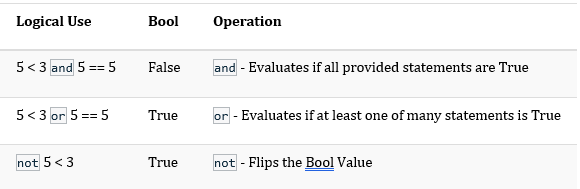 Logical Use Bool Operation
5 < 3 and 5 == 5 False and - Evaluates if all provided statements are True
5 < 3 or 5 == 5 True or - Evaluates if at least one of many statements is True
not 5 < 3 True not - Flips the Bool Value